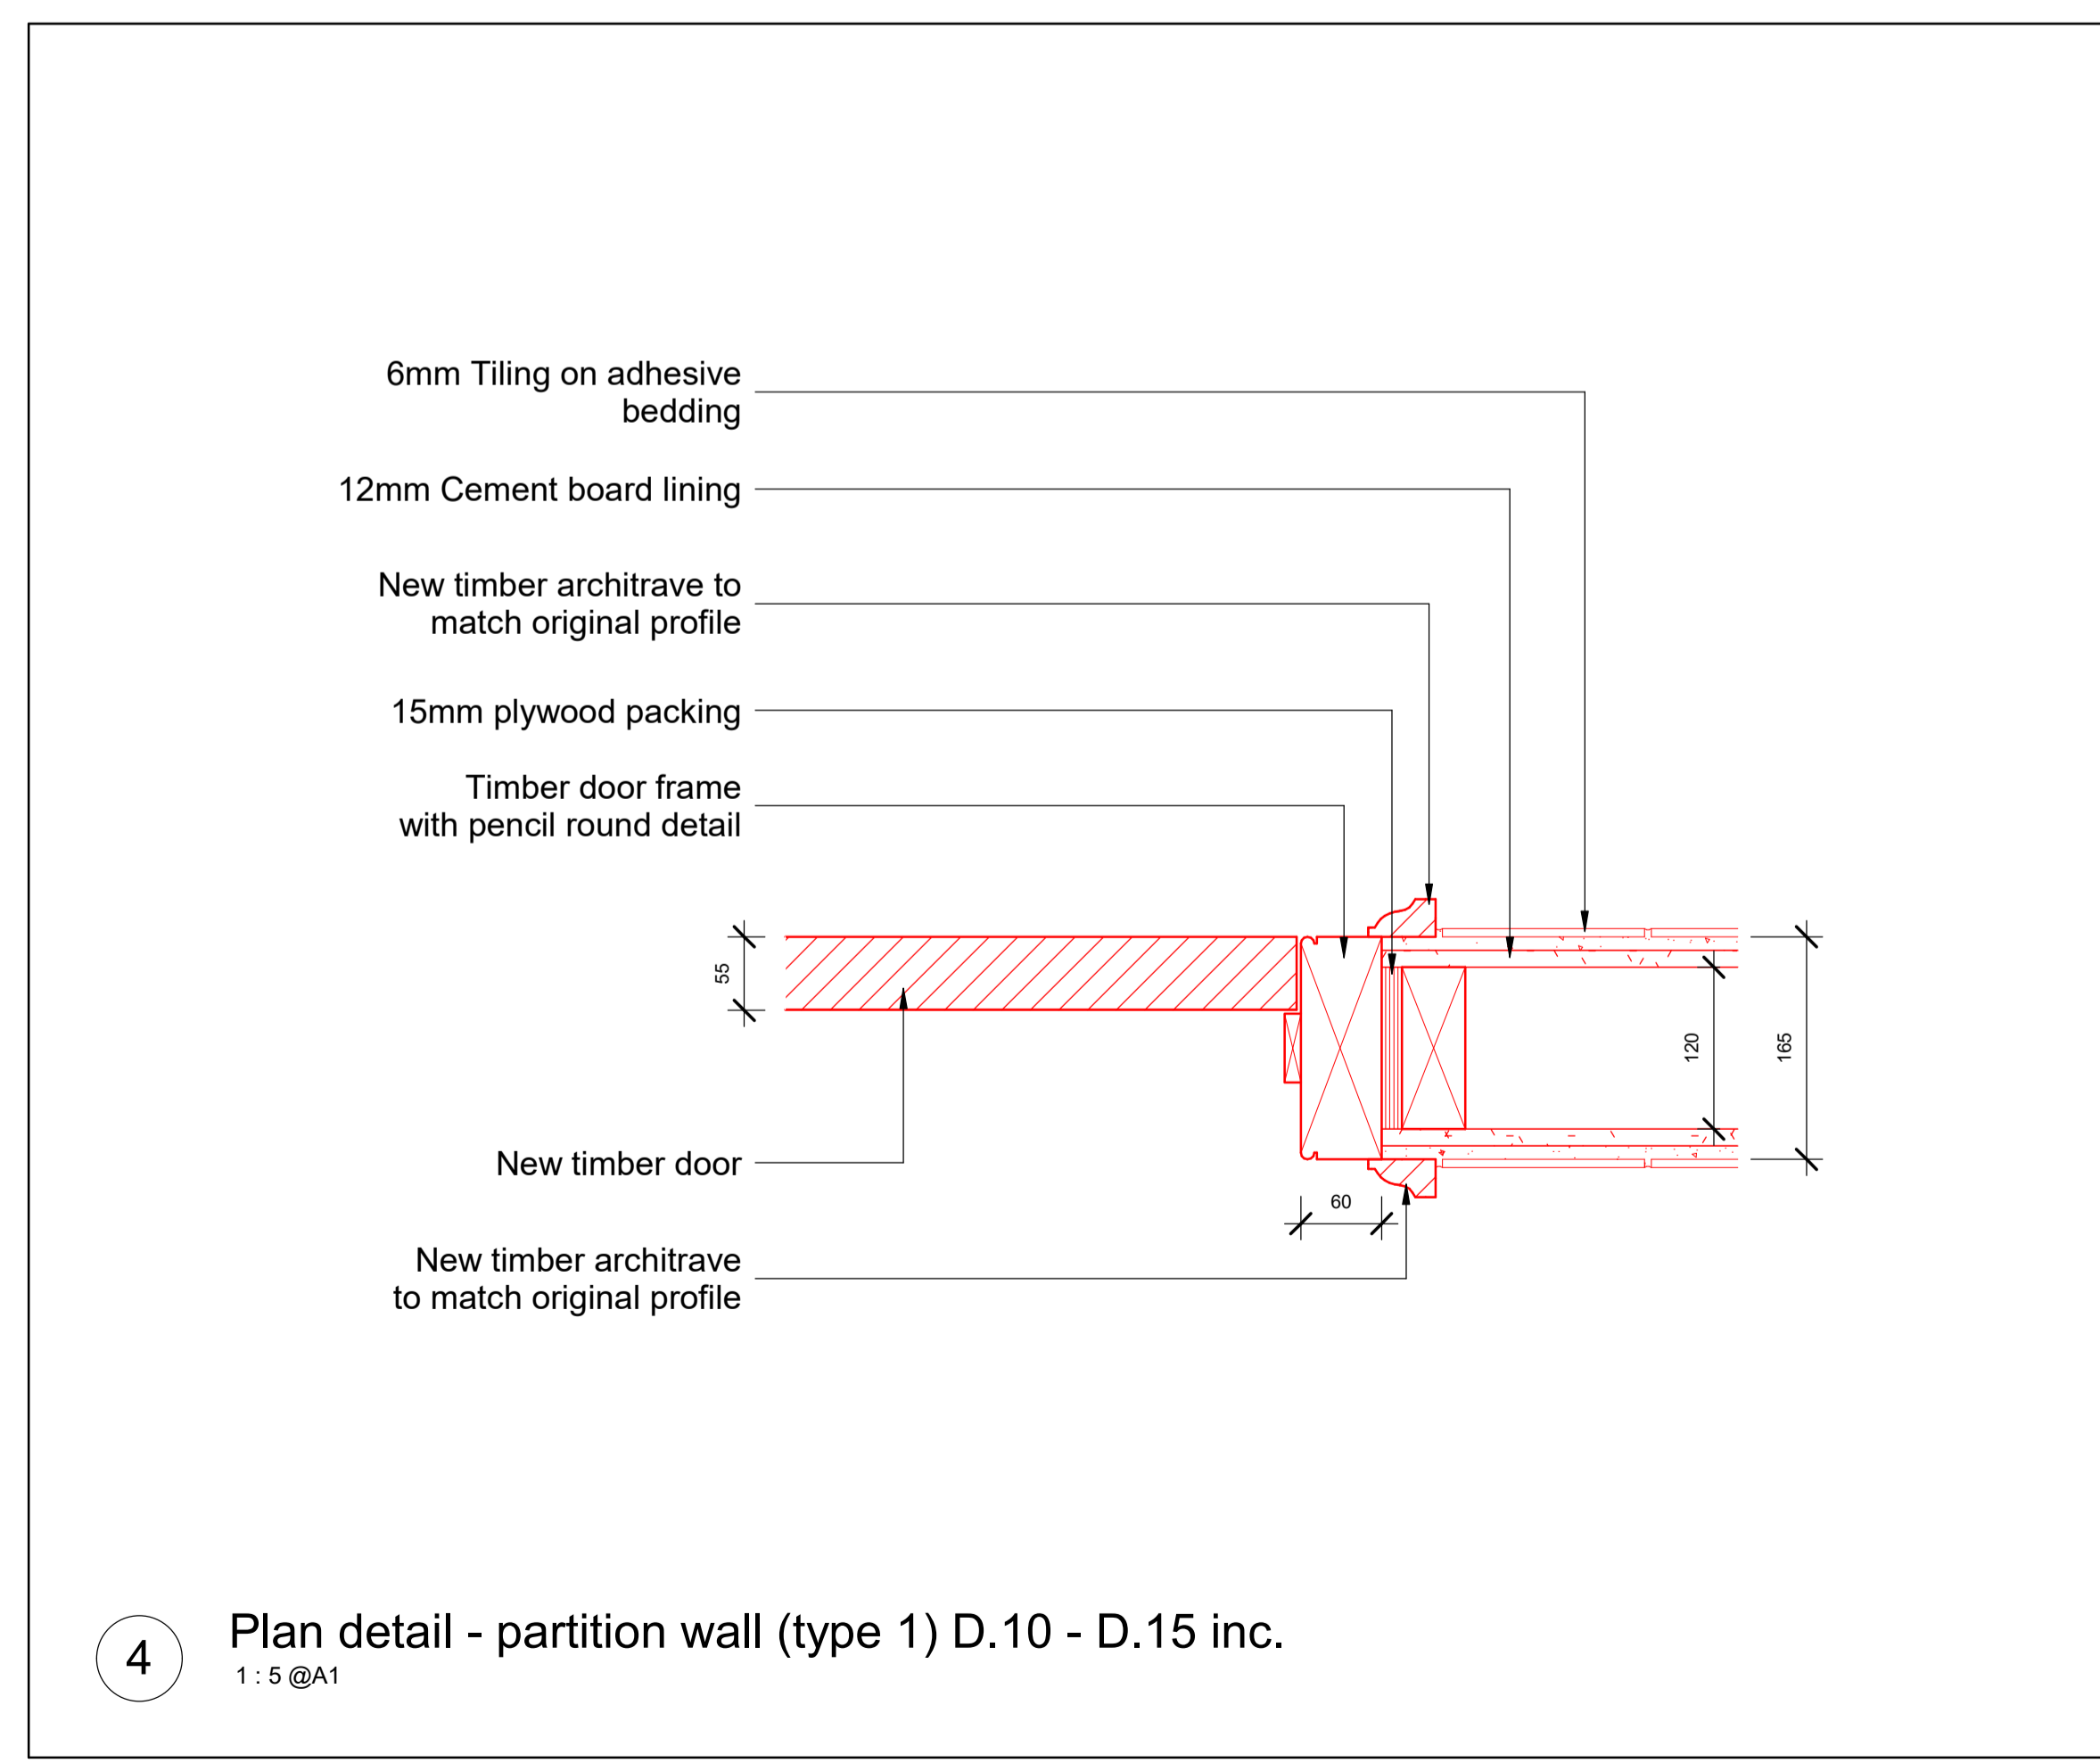 6mm Tiling on adhesive
bedding
12mm Cement board lining
New timber architrave to
match original profile
15mm plywood packing
Timber door frame
with pencil round detail
55
120
165
New timber door
60
New timber architrave
to match original profile
4
Plan detail - partition wall (type 1) D.10 - D.15 inc.
1 : 5 @A1